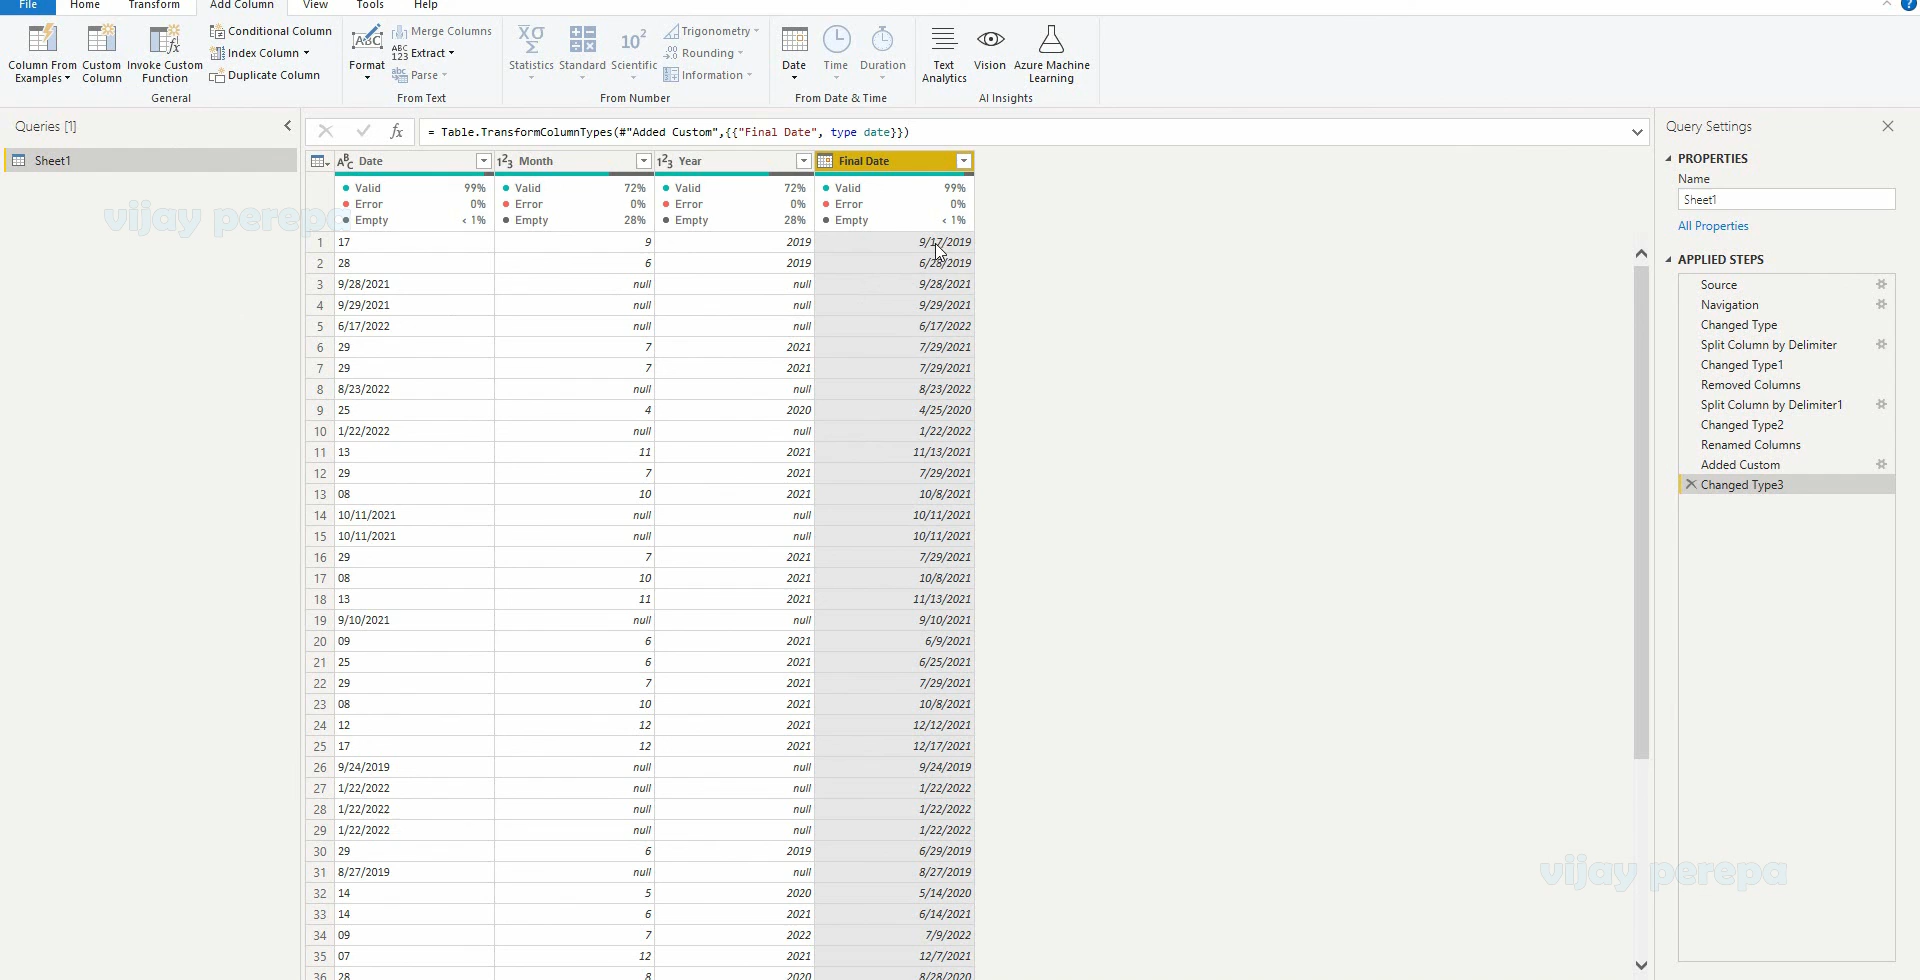 File Home Transform Add Column View Tools Help
Column From Examples
Custom Column
Invoke Custom Function
Conditional Column
Index Column
Duplicate Column
General
Format
Merge Columns
Extract
Parse
From Text
Statistics
Standard
Scientific
Trigonometry
Rounding
Information
From Number
Date
Time
Duration
From Date & Time
Text Analytics
Vision
Azure Machine Learning
AI Insights
Queries [1]
Sheet1
= Table.TransformColumnTypes(#"Added Custom",{{"Final Date", type date}})
Date Month Year Final Date
Valid 99% Valid 72% Valid 72% Valid 99%
Error 0% Error 0% Error 0% Error 0%
Empty < 1% Empty 28% Empty 28% Empty < 1%
1 17 9 2019 9/17/2019
2 28 6 2019 6/28/2019
3 9/28/2021 null null 9/28/2021
4 9/29/2021 null null 9/29/2021
5 6/17/2022 null null 6/17/2022
6 29 7 2021 7/29/2021
7 29 7 2021 7/29/2021
8 8/23/2022 null null 8/23/2022
9 25 4 2020 4/25/2020
10 1/22/2022 null null 1/22/2022
11 13 11 2021 11/13/2021
12 29 7 2021 7/29/2021
13 08 10 2021 10/8/2021
14 10/11/2021 null null 10/11/2021
15 10/11/2021 null null 10/11/2021
16 29 7 2021 7/29/2021
17 08 10 2021 10/8/2021
18 13 11 2021 11/13/2021
19 9/10/2021 null null 9/10/2021
20 09 6 2021 6/9/2021
21 25 6 2021 6/25/2021
22 29 7 2021 7/29/2021
23 08 10 2021 10/8/2021
24 12 12 2021 12/12/2021
25 17 12 2021 12/17/2021
26 9/24/2019 null null 9/24/2019
27 1/22/2022 null null 1/22/2022
28 1/22/2022 null null 1/22/2022
29 1/22/2022 null null 1/22/2022
30 29 6 2019 6/29/2019
31 8/27/2019 null null 8/27/2019
32 14 5 2020 5/14/2020
33 14 6 2021 6/14/2021
34 09 7 2022 7/9/2022
35 07 12 2021 12/7/2021
36 28 8 2020 8/28/2020
Query Settings
PROPERTIES
Name
Sheet1
All Properties
APPLIED STEPS
Source
Navigation
Changed Type
Split Column by Delimiter
Changed Type1
Removed Columns
Split Column by Delimiter1
Changed Type2
Renamed Columns
Added Custom
Changed Type3
vijay perepa
vijay perepa